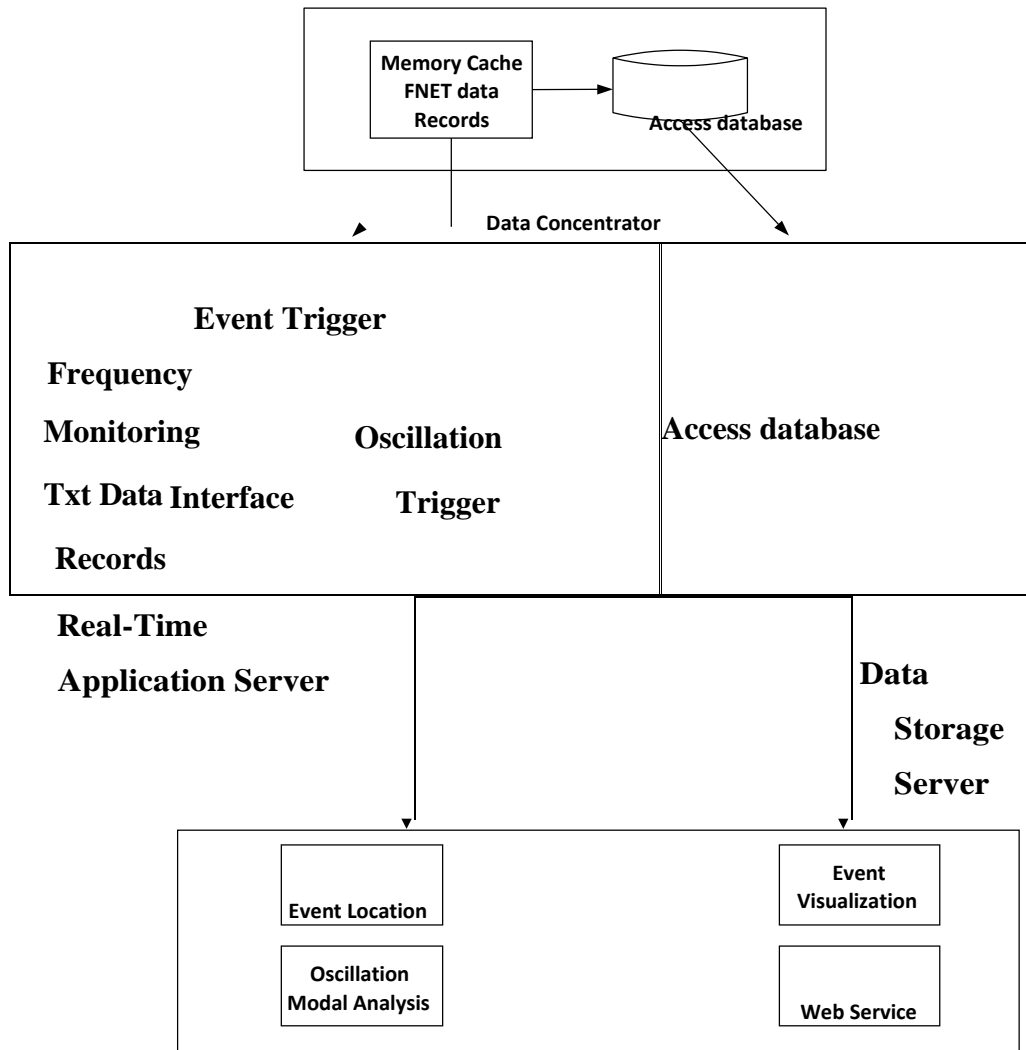 Memory Cache
FNET data
Records
Access database
Data Concentrator
Event Trigger
Frequency
Monitoring
Oscillation
Access database
Txt Data Interface
Trigger
Records
Real-Time
Application Server
Data
Storage
Server
Event Location
Event
Visualization
Oscillation
Modal Analysis
Web Service